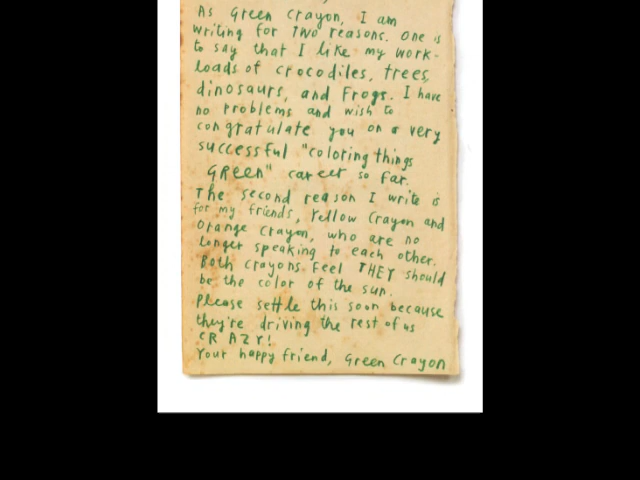 As Green Crayon, I am
writing for TWO reasons. One is
to say that I like my work-
loads of crocodiles, trees,
dinosaurs, and frogs. I have
no problems and wish to
congratulate you on a very
successful "coloring things
GREEN" career so far.
The second reason I write is
for my friends, Yellow Crayon and
Orange Crayon, who are no
longer speaking to each other.
Both crayons feel THEY should
be the color of the sun.
Please settle this soon because
they're driving the rest of us
CRAZY!
Your happy friend, Green Crayon